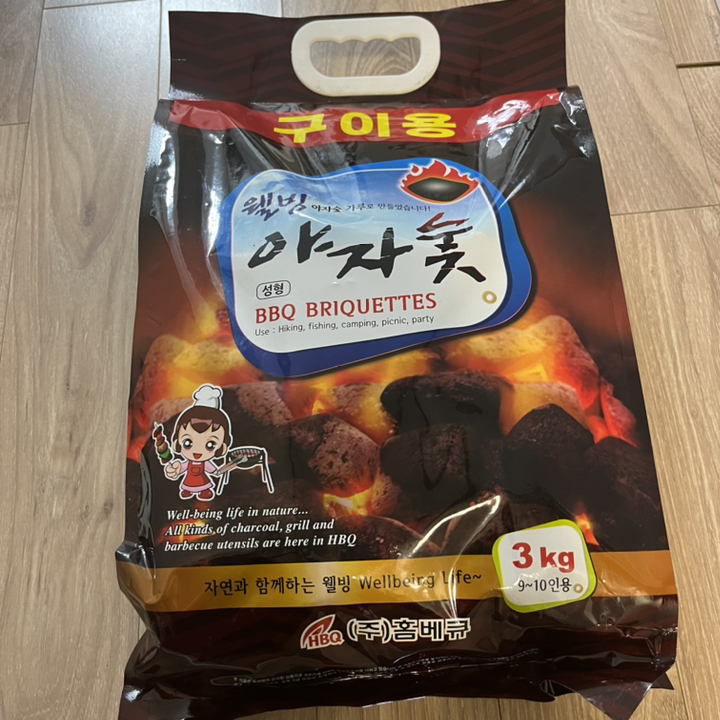 구이용
웰빙 야자숯 가루로 만들었습니다!
야자숯
성형
BBQ BRIQUETTES
Use : Hiking, fishing, camping, picnic, party
Well-being life in nature...
All kinds of charcoal, grill and
barbecue utensils are here in HBQ
3 kg
9~10인용
자연과 함께하는 웰빙 Wellbeing Life~
HBQ (주)홈베큐